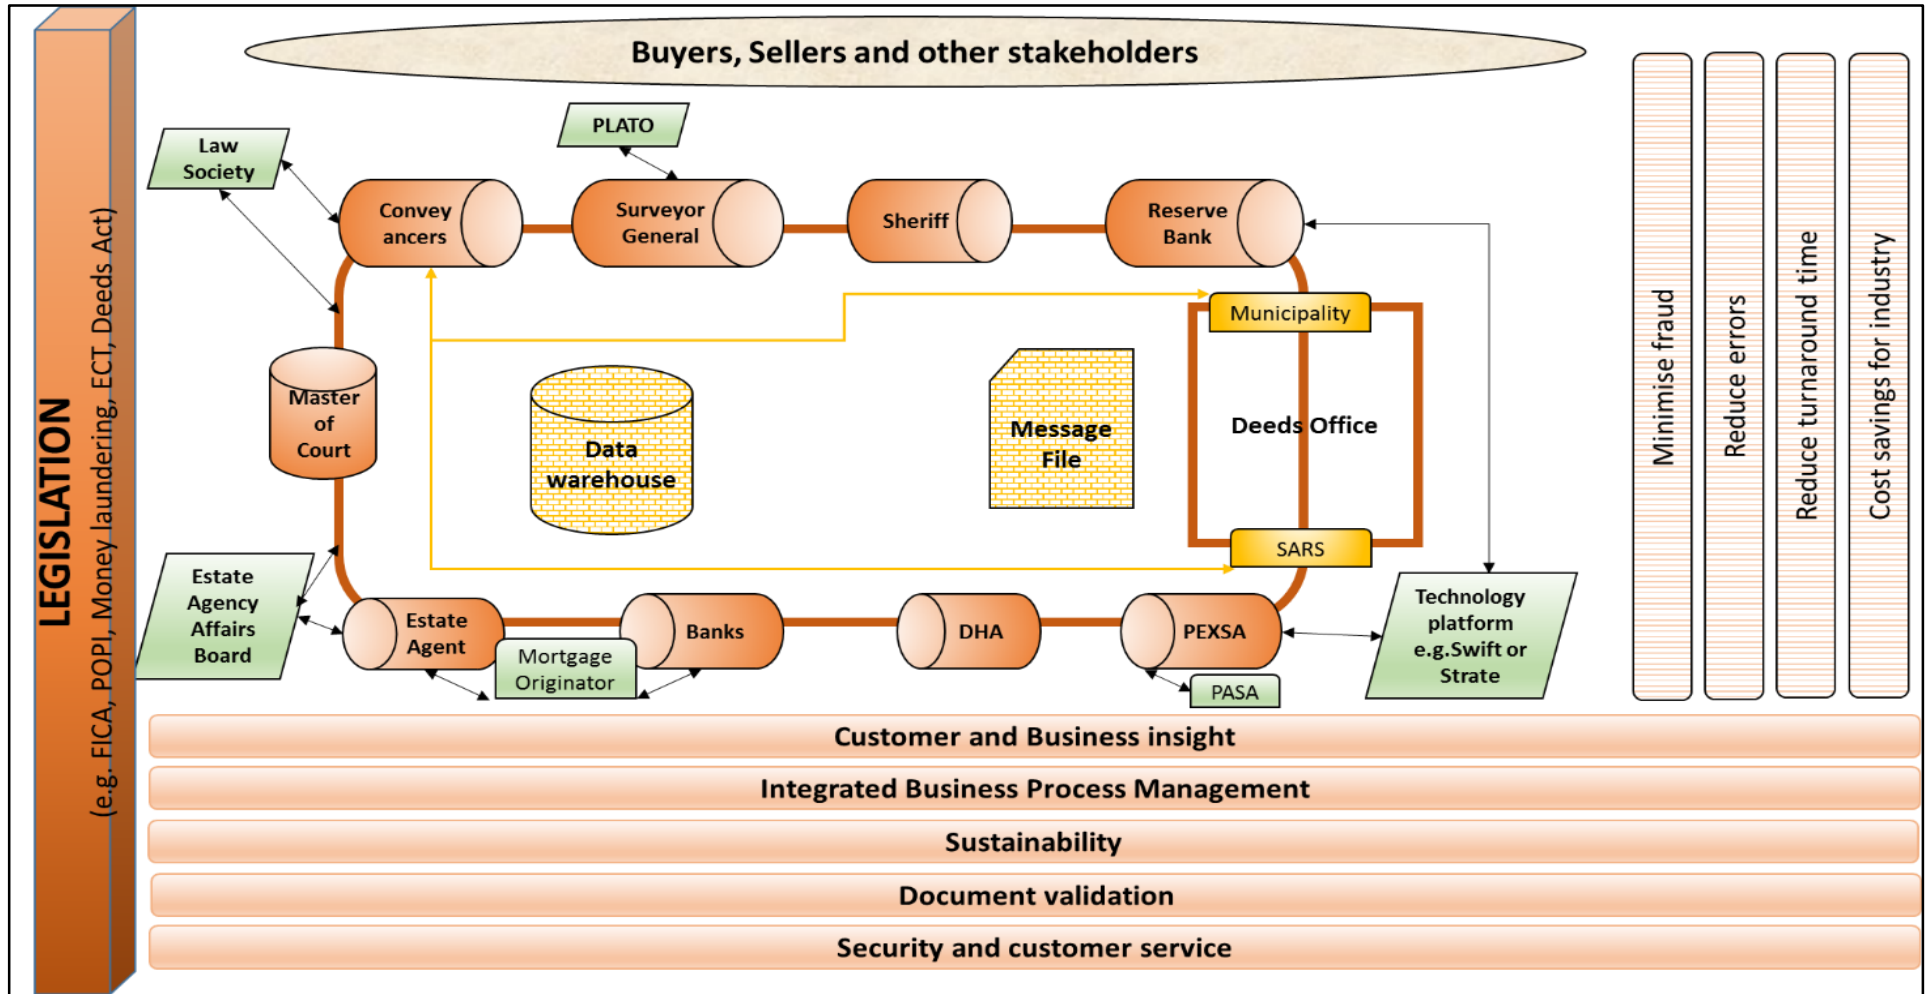 Buyers, Sellers and other stakeholders
LEGISLATION
(e.g. FICA, POPI, Money laundering, ECT, Deeds Act)
Law
Society
PLATO
Convey
ancers
Surveyor
General
Sheriff
Reserve
Bank
Municipality
Master
of
Court
Data
warehouse
Message
File
Deeds Office
SARS
Estate
Agency
Affairs
Board
Estate
Agent
Mortgage
Originator
Banks
DHA
PEXSA
PASA
Technology
platform
e.g.Swift or
Strate
Minimise fraud
Reduce errors
Reduce turnaround time
Cost savings for industry
Customer and Business insight
Integrated Business Process Management
Sustainability
Document validation
Security and customer service